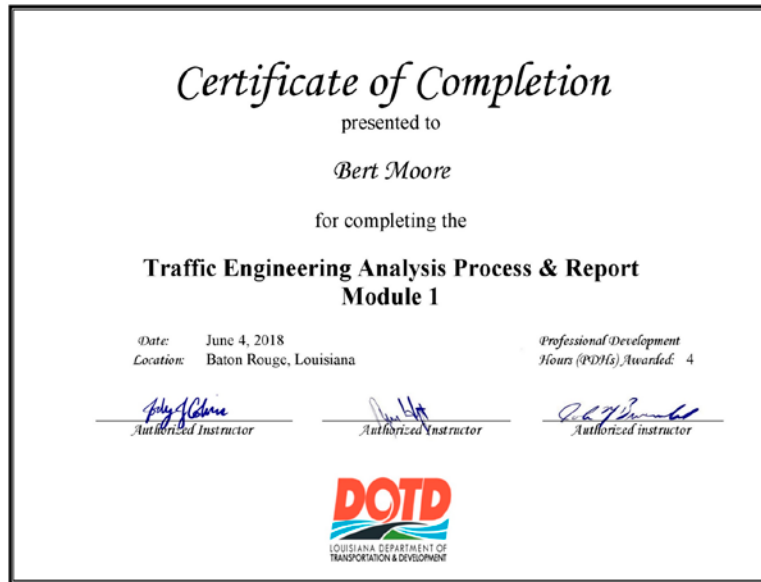 Certificate of Completion
presented to
Bert Moore
for completing the
Traffic Engineering Analysis Process & Report
Module 1
Date: June 4, 2018
Location: Baton Rouge, Louisiana
Professional Development
Hours (PDHs) Awarded: 4
Authorized Instructor
Authorized Instructor
Authorized instructor
DOTD
LOUISIANA DEPARTMENT OF
TRANSPORTATION & DEVELOPMENT